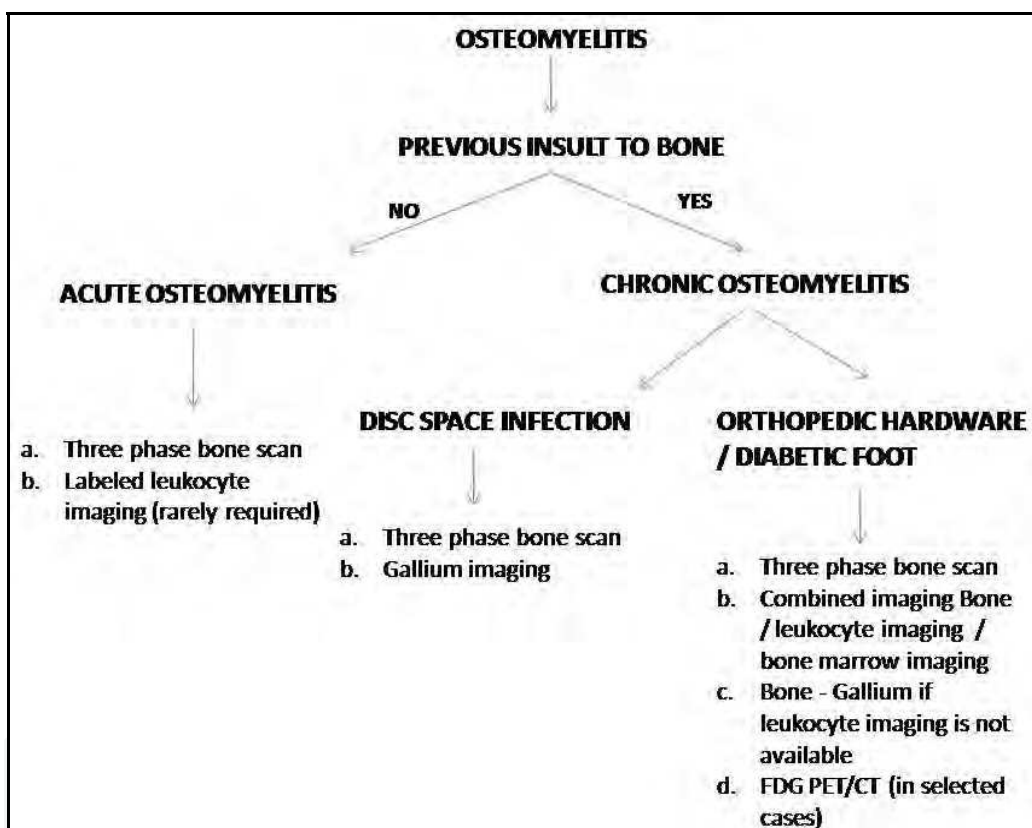 OSTEOMYELITIS
PREVIOUS INSULT TO BONE
NO
YES
ACUTE OSTEOMYELITIS
CHRONIC OSTEOMYELITIS
a. Three phase bone scan
b. Labeled leukocyte
imaging (rarely required)
DISC SPACE INFECTION
a. Three phase bone scan
b. Gallium imaging
ORTHOPEDIC HARDWARE
/ DIABETIC FOOT
a. Three phase bone scan
b. Combined imaging Bone
/ leukocyte imaging /
bone marrow imaging
c. Bone - Gallium if
leukocyte imaging is not
available
d. FDG PET/CT (in selected
cases)